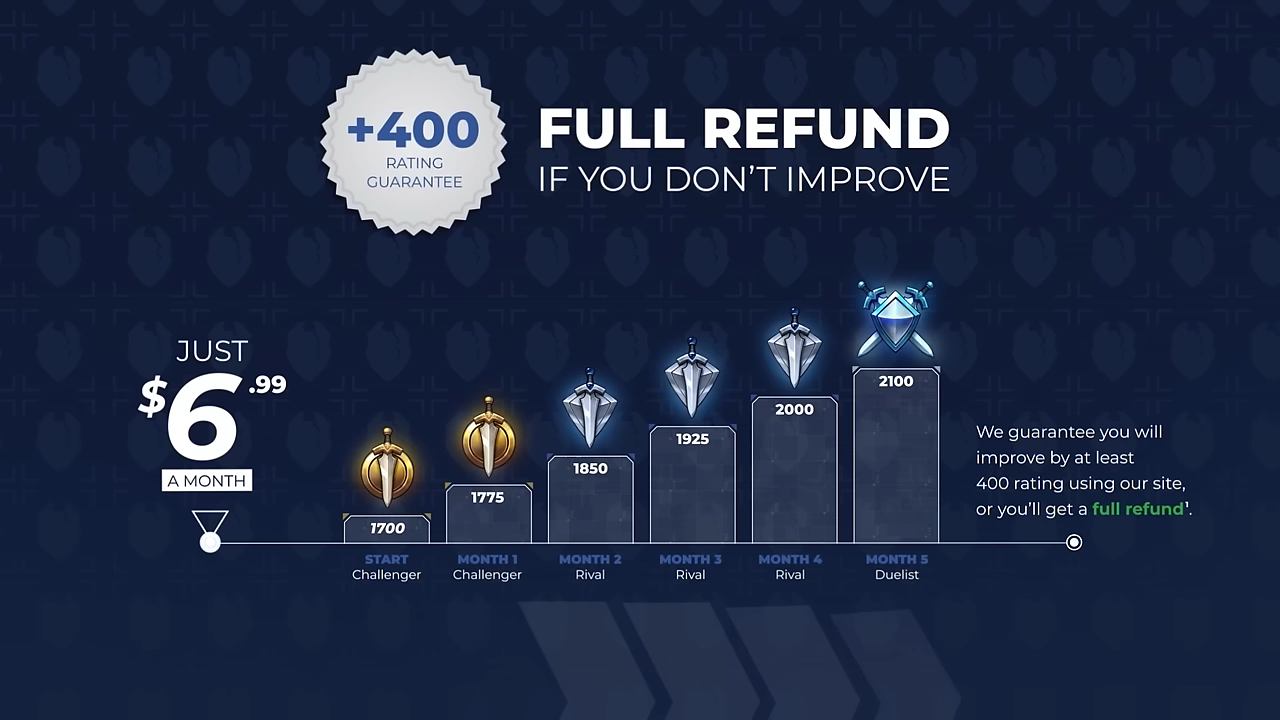 +400
RATING
GUARANTEE
FULL REFUND
IF YOU DON'T IMPROVE
JUST
$6.99
A MONTH
1700
1775
1850
1925
2000
2100
START
Challenger
MONTH 1
Challenger
MONTH 2
Rival
MONTH 3
Rival
MONTH 4
Rival
MONTH 5
Duelist
We guarantee you will
improve by at least
400 rating using our site,
or you'll get a full refund¹.